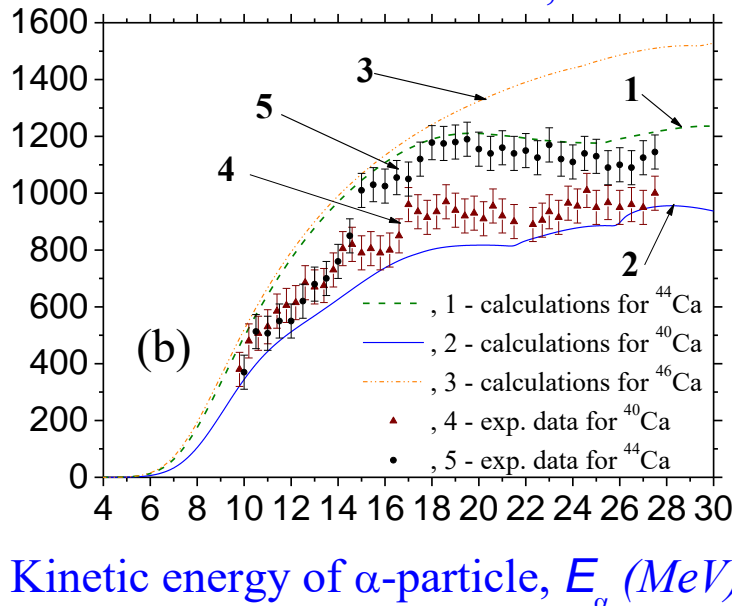 1600
1400
1200
1000
800
600
400
200
0
3
1
5
4
2
(b)
, 1 - calculations for ⁴⁴Ca
, 2 - calculations for ⁴⁰Ca
, 3 - calculations for ⁴⁶Ca
, 4 - exp. data for ⁴⁰Ca
, 5 - exp. data for ⁴⁴Ca
4 6 8 10 12 14 16 18 20 22 24 26 28 30
Kinetic energy of α-particle, E_α (MeV)